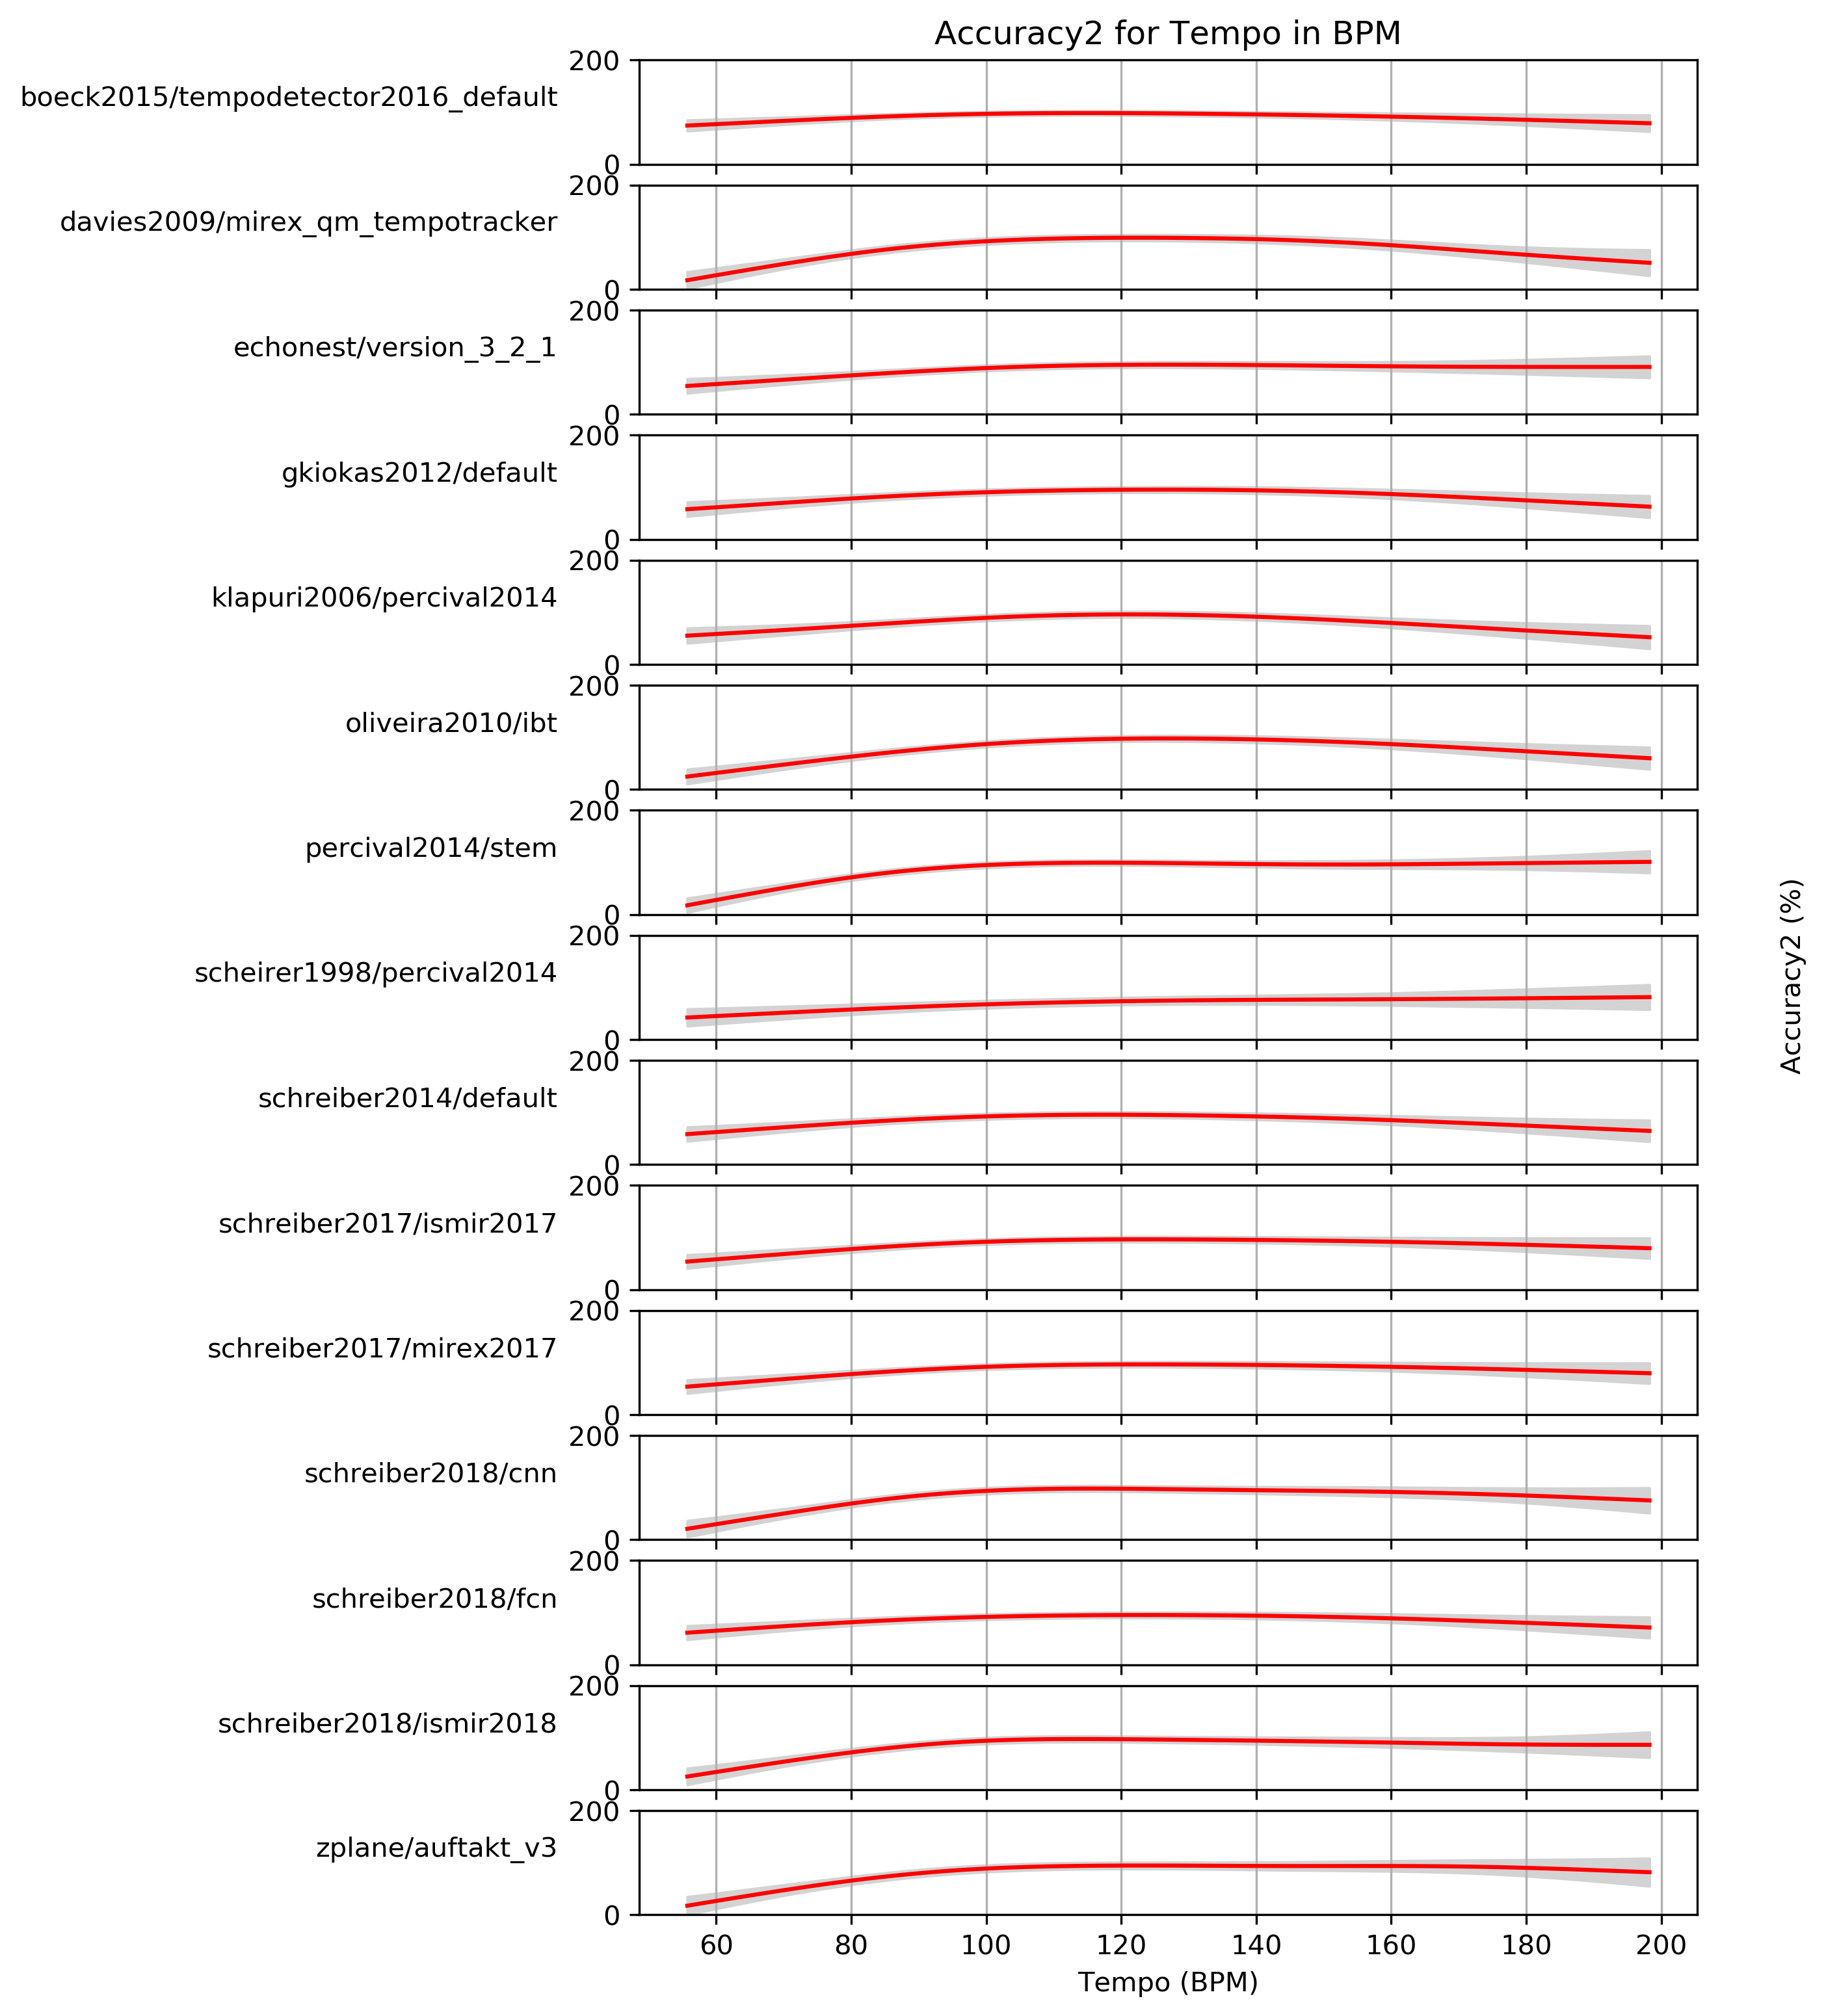 Accuracy2 for Tempo in BPM
200
boeck2015/tempodetector2016_default
0
200
davies2009/mirex_qm_tempotracker
0
200
echonest/version_3_2_1
0
200
gkiokas2012/default
0
200
klapuri2006/percival2014
0
200
oliveira2010/ibt
0
200
percival2014/stem
0
200
scheirer1998/percival2014
0
200
schreiber2014/default
0
200
schreiber2017/ismir2017
0
200
schreiber2017/mirex2017
0
200
schreiber2018/cnn
0
200
schreiber2018/fcn
0
200
schreiber2018/ismir2018
0
200
zplane/auftakt_v3
0
60 80 100 120 140 160 180 200
Tempo (BPM)
Accuracy2 (%)